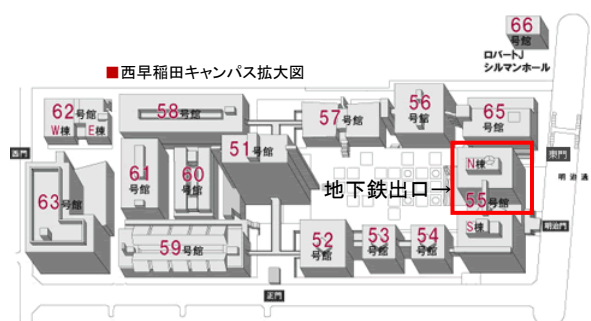 66
号館
ロバートJ
シルマンホール
■西早稲田キャンパス拡大図
62号館
W棟 E棟
58号館
57号館
56
号館
65
号館
西門
51号館
N棟
東門
61
号館
60
号館
地下鉄出口→
明治通
63号館
55号館
S棟
明治門
59号館
52
号館
53
号館
54
号館
正門